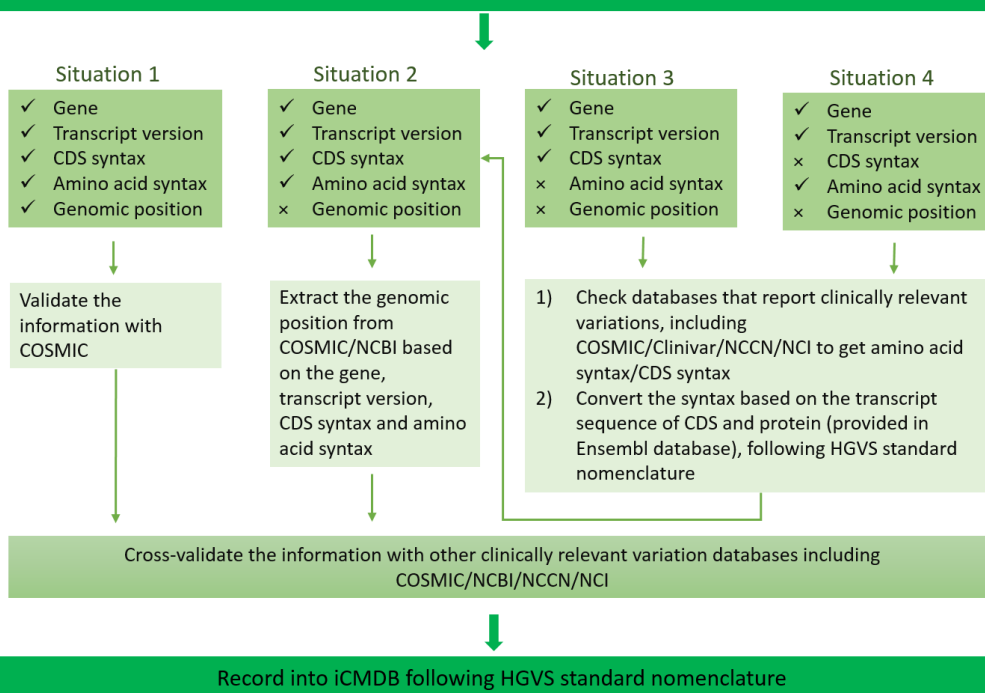 Situation 1
✓ Gene
✓ Transcript version
✓ CDS syntax
✓ Amino acid syntax
✓ Genomic position
Validate the
information with
COSMIC
Situation 2
✓ Gene
✓ Transcript version
✓ CDS syntax
✓ Amino acid syntax
× Genomic position
Extract the genomic
position from
COSMIC/NCBI based
on the gene,
transcript version,
CDS syntax and amino
acid syntax
Situation 3
✓ Gene
✓ Transcript version
✓ CDS syntax
× Amino acid syntax
× Genomic position
Situation 4
✓ Gene
✓ Transcript version
× CDS syntax
✓ Amino acid syntax
× Genomic position
1) Check databases that report clinically relevant
variations, including
COSMIC/Clinivar/NCCN/NCI to get amino acid
syntax/CDS syntax
2) Convert the syntax based on the transcript
sequence of CDS and protein (provided in
Ensembl database), following HGVS standard
nomenclature
Cross-validate the information with other clinically relevant variation databases including
COSMIC/NCBI/NCCN/NCI
Record into iCMDB following HGVS standard nomenclature